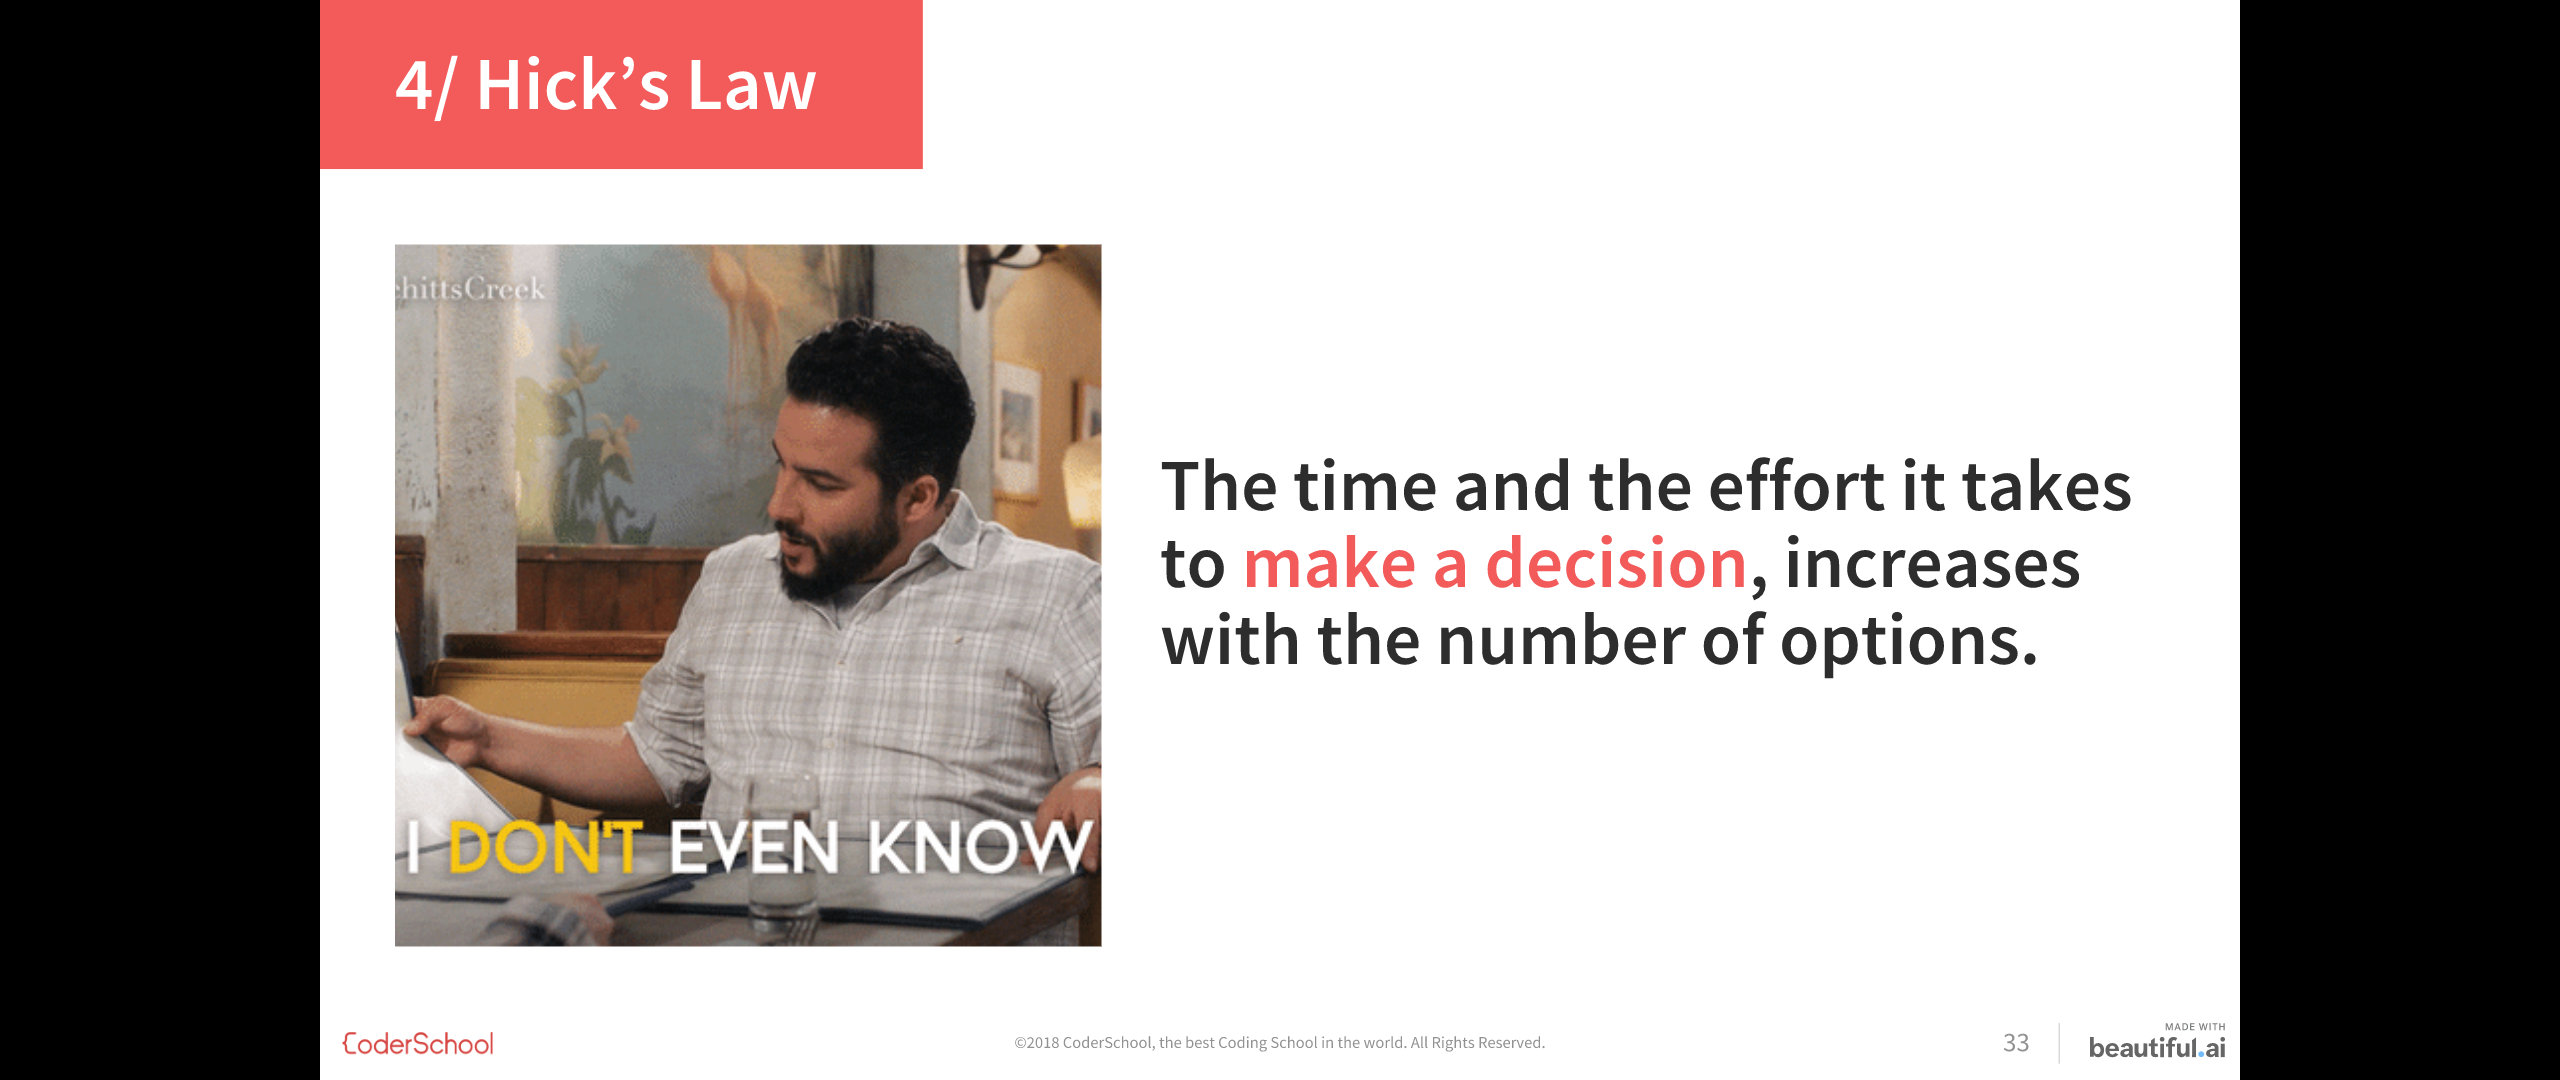 4/ Hick’s Law
chittsCreek
I DON'T EVEN KNOW
The time and the effort it takes
to make a decision, increases
with the number of options.
CoderSchool
©2018 CoderSchool, the best Coding School in the world. All Rights Reserved.
33
MADE WITH
beautiful.ai